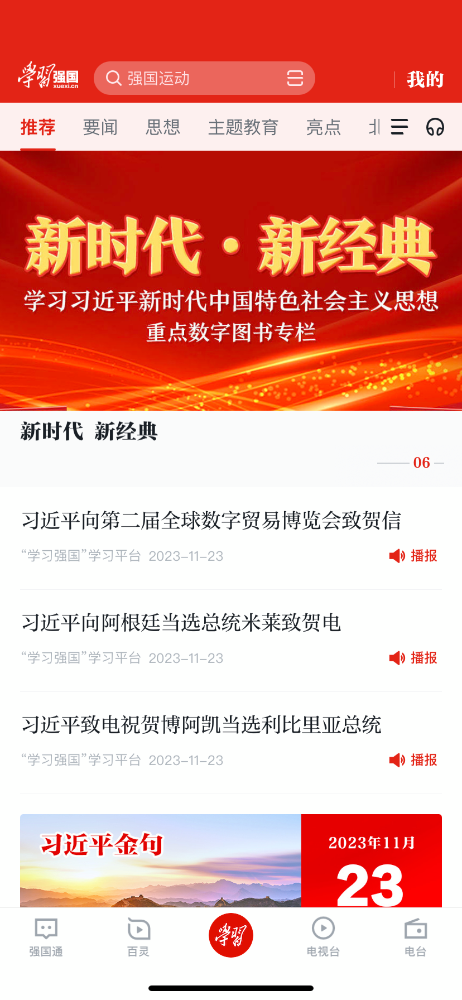 学習强国
xuexi.cn
强国运动
我的
推荐
要闻
思想
主题教育
亮点
新时代·新经典
学习习近平新时代中国特色社会主义思想
重点数字图书专栏
新时代 新经典
06
习近平向第二届全球数字贸易博览会致贺信
“学习强国”学习平台 2023-11-23
播报
习近平向阿根廷当选总统米莱致贺电
“学习强国”学习平台 2023-11-23
播报
习近平致电祝贺博阿凯当选利比里亚总统
“学习强国”学习平台 2023-11-23
播报
习近平金句
2023年11月
23
强国通
百灵
学習
电视台
电台